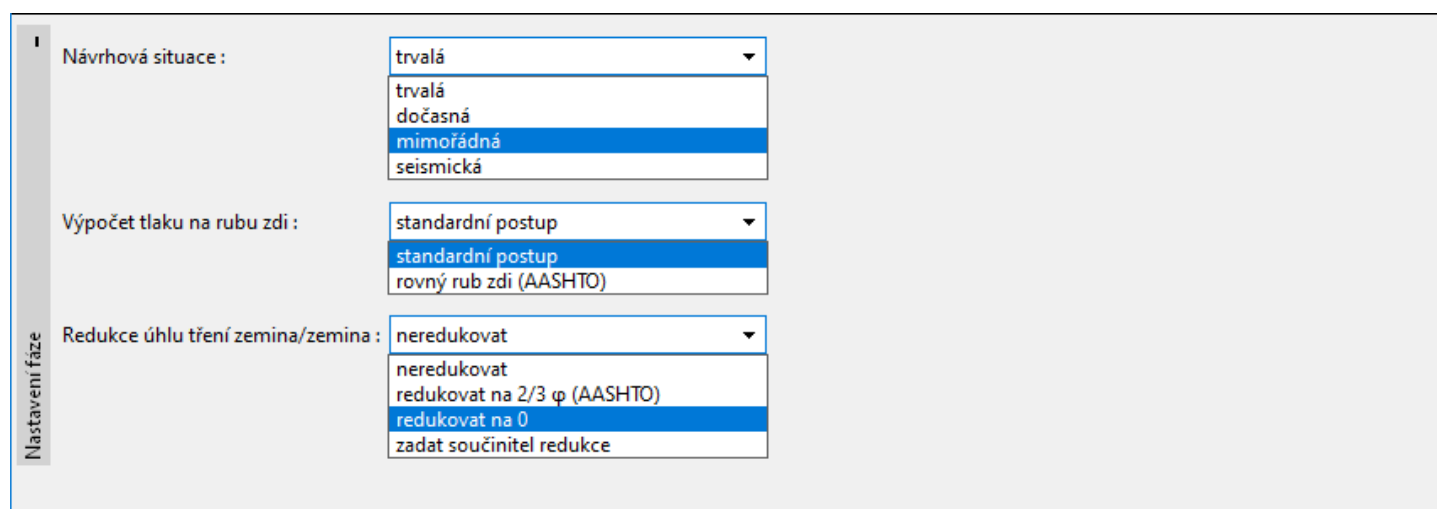 Návrhová situace :
trvalá
trvalá
dočasná
mimořádná
seismická
Výpočet tlaku na rubu zdi :
standardní postup
standardní postup
rovný rub zdi (AASHTO)
Redukce úhlu tření zemina/zemina :
neredukovat
neredukovat
redukovat na 2/3 φ (AASHTO)
redukovat na 0
zadat součinitel redukce
Nastavení fáze